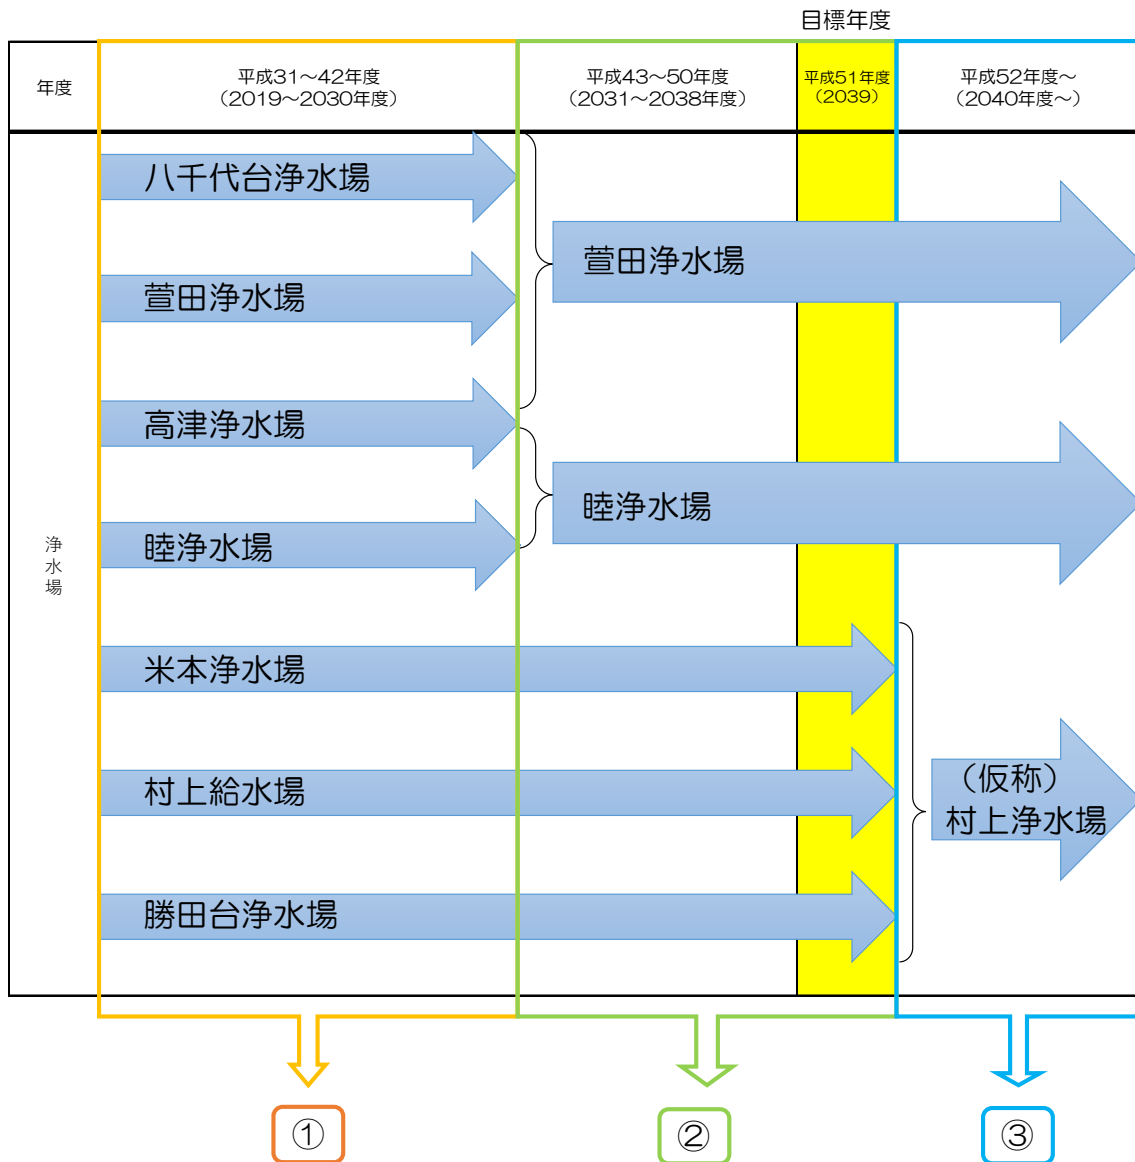 目標年度
年度
平成31～42年度
（2019～2030年度）
平成43～50年度
（2031～2038年度）
平成51年度
（2039）
平成52年度～
（2040年度～）
浄水場
八千代台浄水場
萱田浄水場
高津浄水場
睦浄水場
米本浄水場
村上給水場
勝田台浄水場
萱田浄水場
睦浄水場
（仮称）
村上浄水場
①
②
③